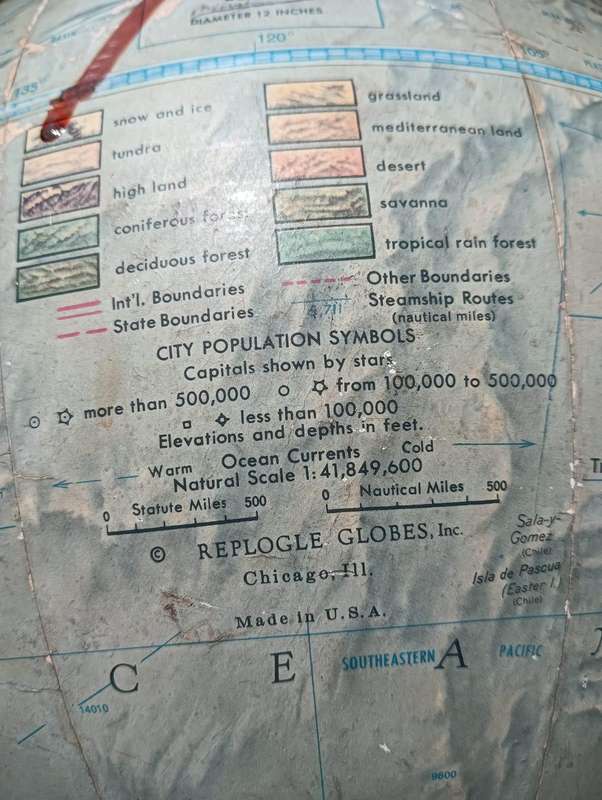 DIAMETER 12 INCHES
120°
105°
135°
snow and ice
tundra
high land
coniferous forest
deciduous forest
Int'l. Boundaries
State Boundaries
grassland
mediterranean land
desert
savanna
tropical rain forest
Other Boundaries
4,711 Steamship Routes
(nautical miles)
CITY POPULATION SYMBOLS
Capitals shown by stars
more than 500,000 from 100,000 to 500,000
less than 100,000
Elevations and depths in feet.
Warm Ocean Currents Cold
Natural Scale 1:41,849,600
0 Statute Miles 500
0 Nautical Miles 500
© REPLOGLE GLOBES, Inc.
Chicago, Ill.
Made in U.S.A.
Sala-y-
Gomez
(Chile)
Isla de Pascua
(Easter I.)
(Chile)
C E A
SOUTHEASTERN PACIFIC
14010
9800